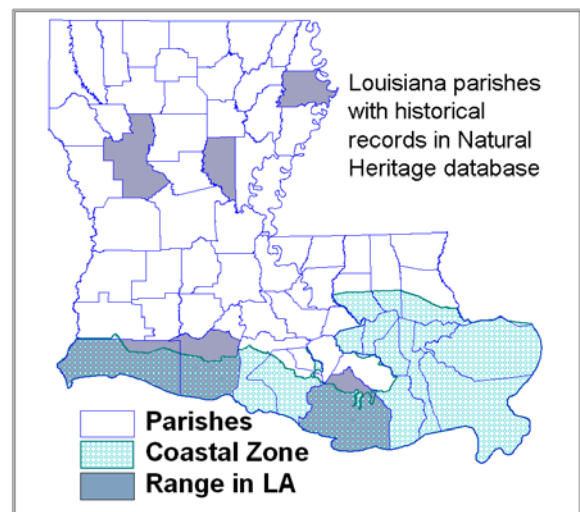 Louisiana parishes
with historical
records in Natural
Heritage database
Parishes
Coastal Zone
Range in LA